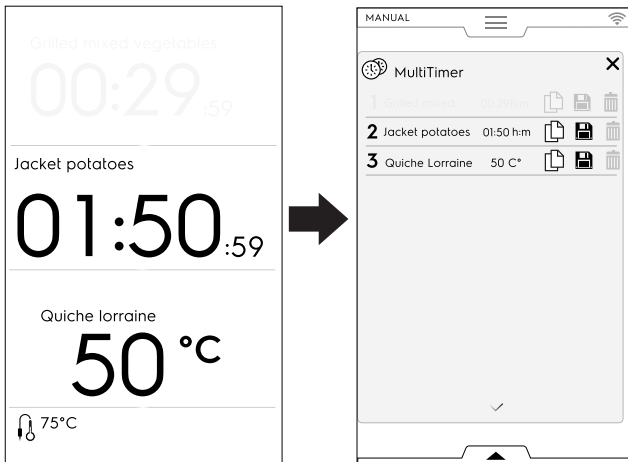 Grilled mixed vegetables
00:29:59
Jacket potatoes
01:50:59
Quiche lorraine
50 °C
75°C
MANUAL
MultiTimer
1 Grilled mixed 00:29 h:m
2 Jacket potatoes 01:50 h:m
3 Quiche Lorraine 50 C°